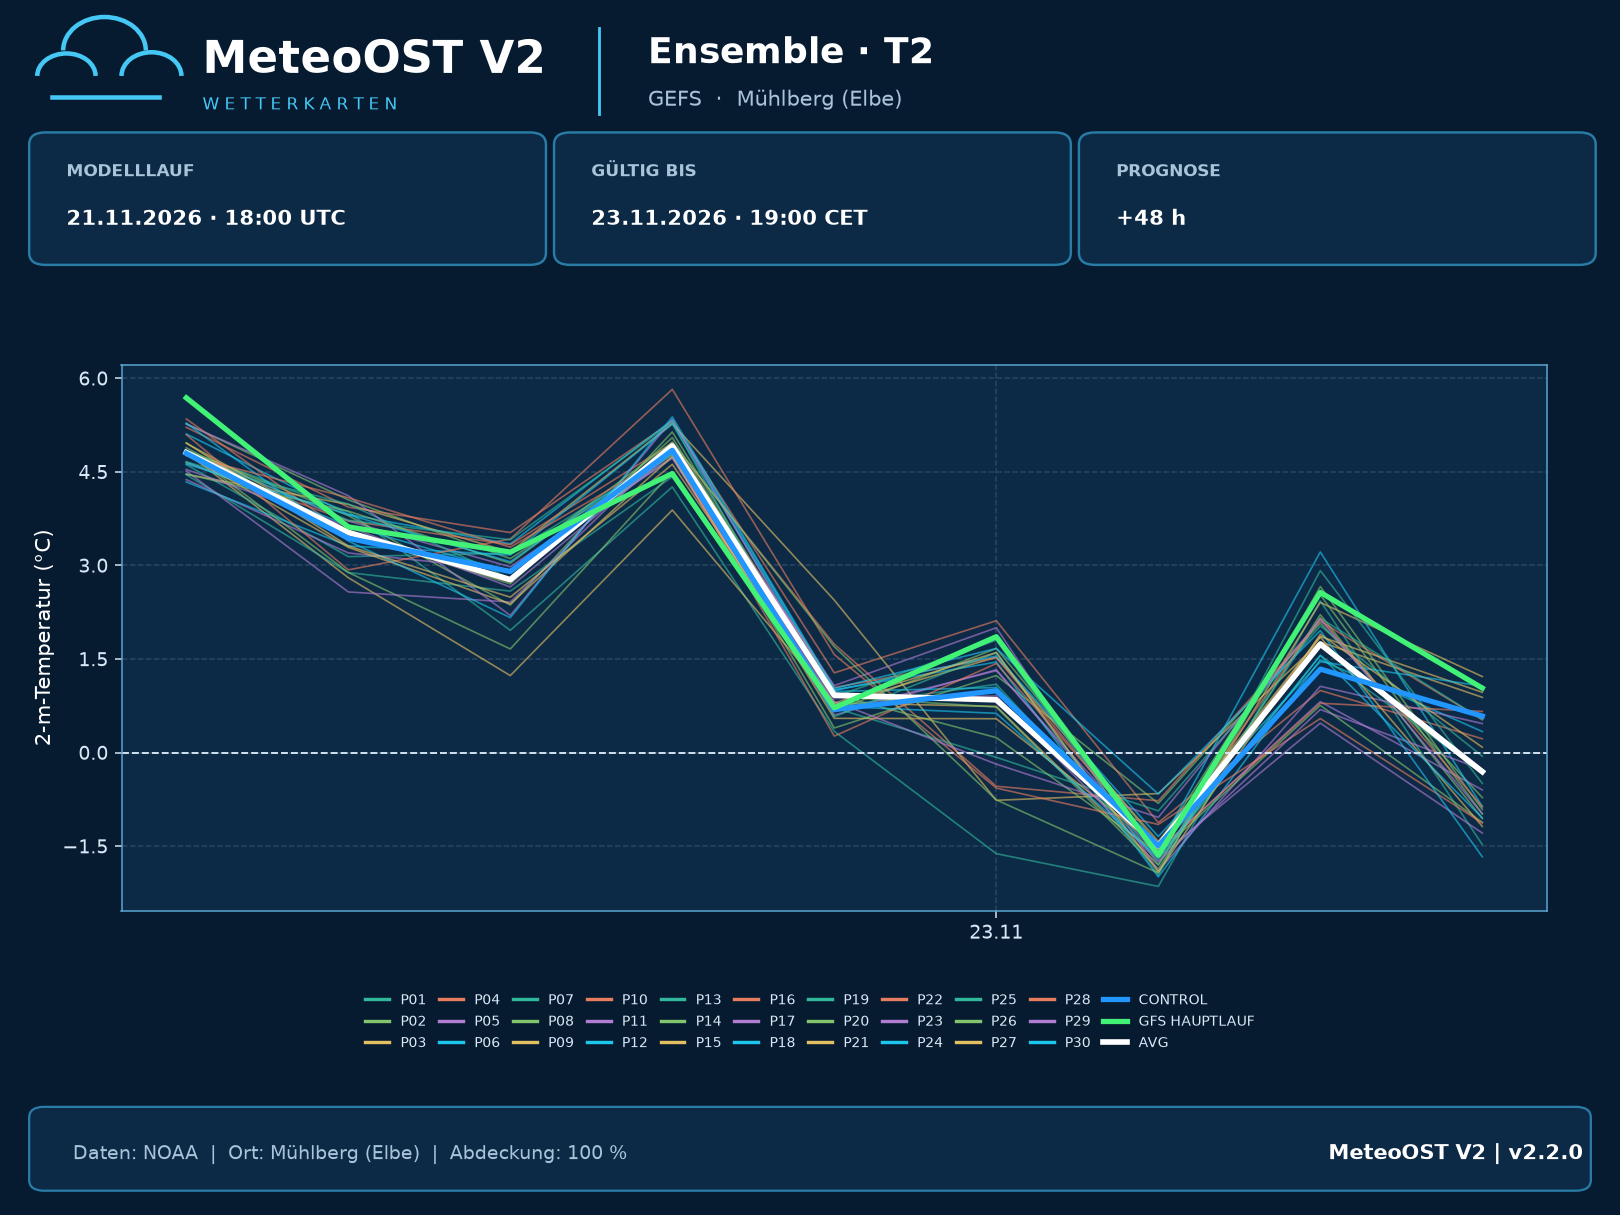 MeteoOST V2
WETTERKARTEN
Ensemble · T2
GEFS · Mühlberg (Elbe)
MODELLLAUF
21.11.2026 · 18:00 UTC
GÜLTIG BIS
23.11.2026 · 19:00 CET
PROGNOSE
+48 h
2-m-Temperatur (°C)
6.0
4.5
3.0
1.5
0.0
−1.5
23.11
P01 P04 P07 P10 P13 P16 P19 P22 P25 P28 CONTROL
P02 P05 P08 P11 P14 P17 P20 P23 P26 P29 GFS HAUPTLAUF
P03 P06 P09 P12 P15 P18 P21 P24 P27 P30 AVG
Daten: NOAA | Ort: Mühlberg (Elbe) | Abdeckung: 100 %
MeteoOST V2 | v2.2.0